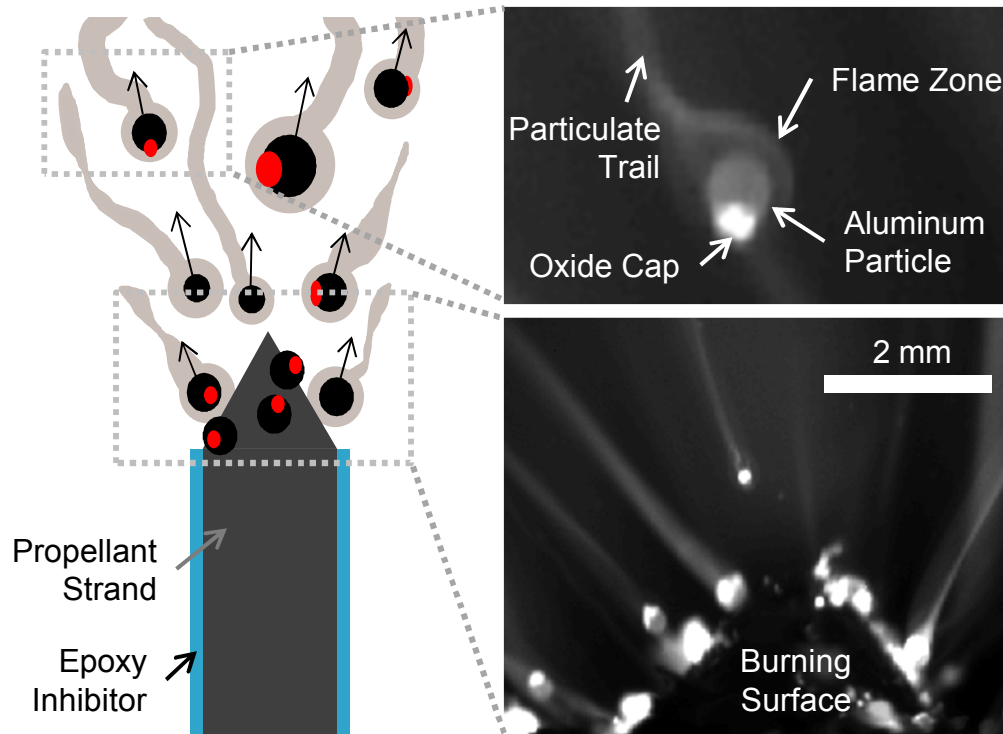 Particulate
Trail
Flame Zone
Oxide Cap
Aluminum
Particle
2 mm
Burning
Surface
Propellant
Strand
Epoxy
Inhibitor